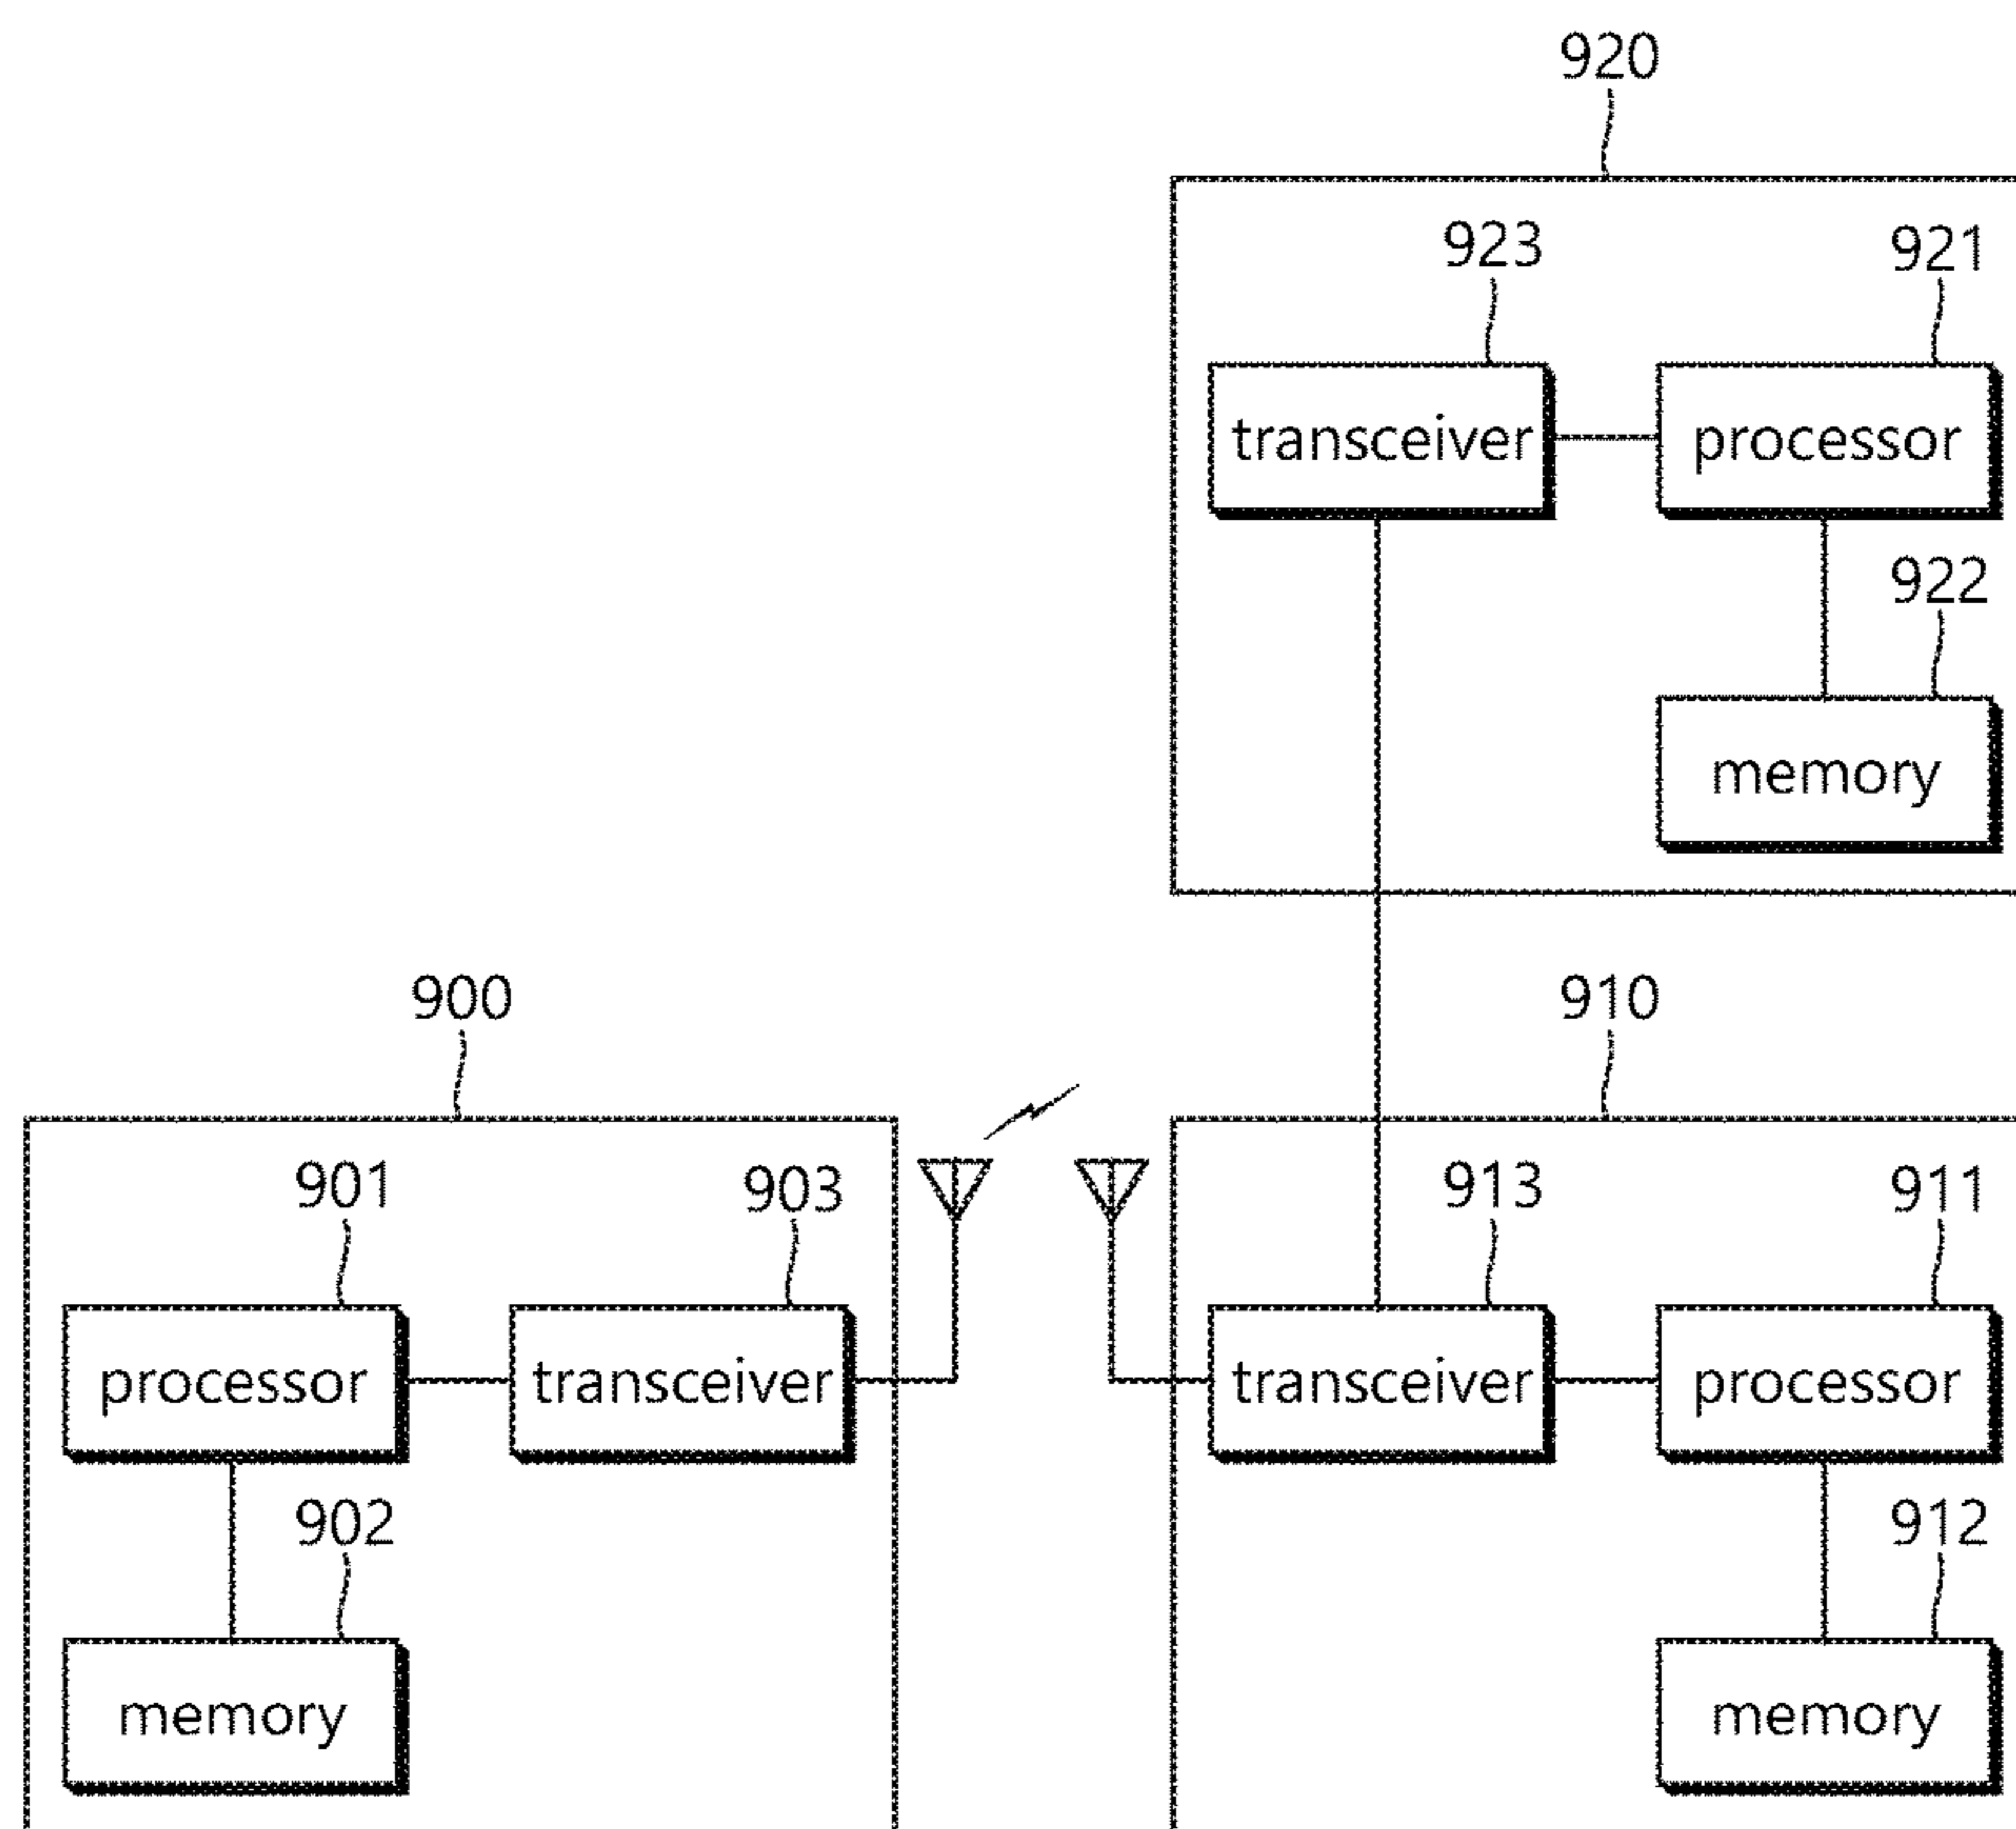 920
923 921
transceiver processor
922
memory
900 910
901 903 913 911
processor transceiver transceiver processor
902 912
memory memory